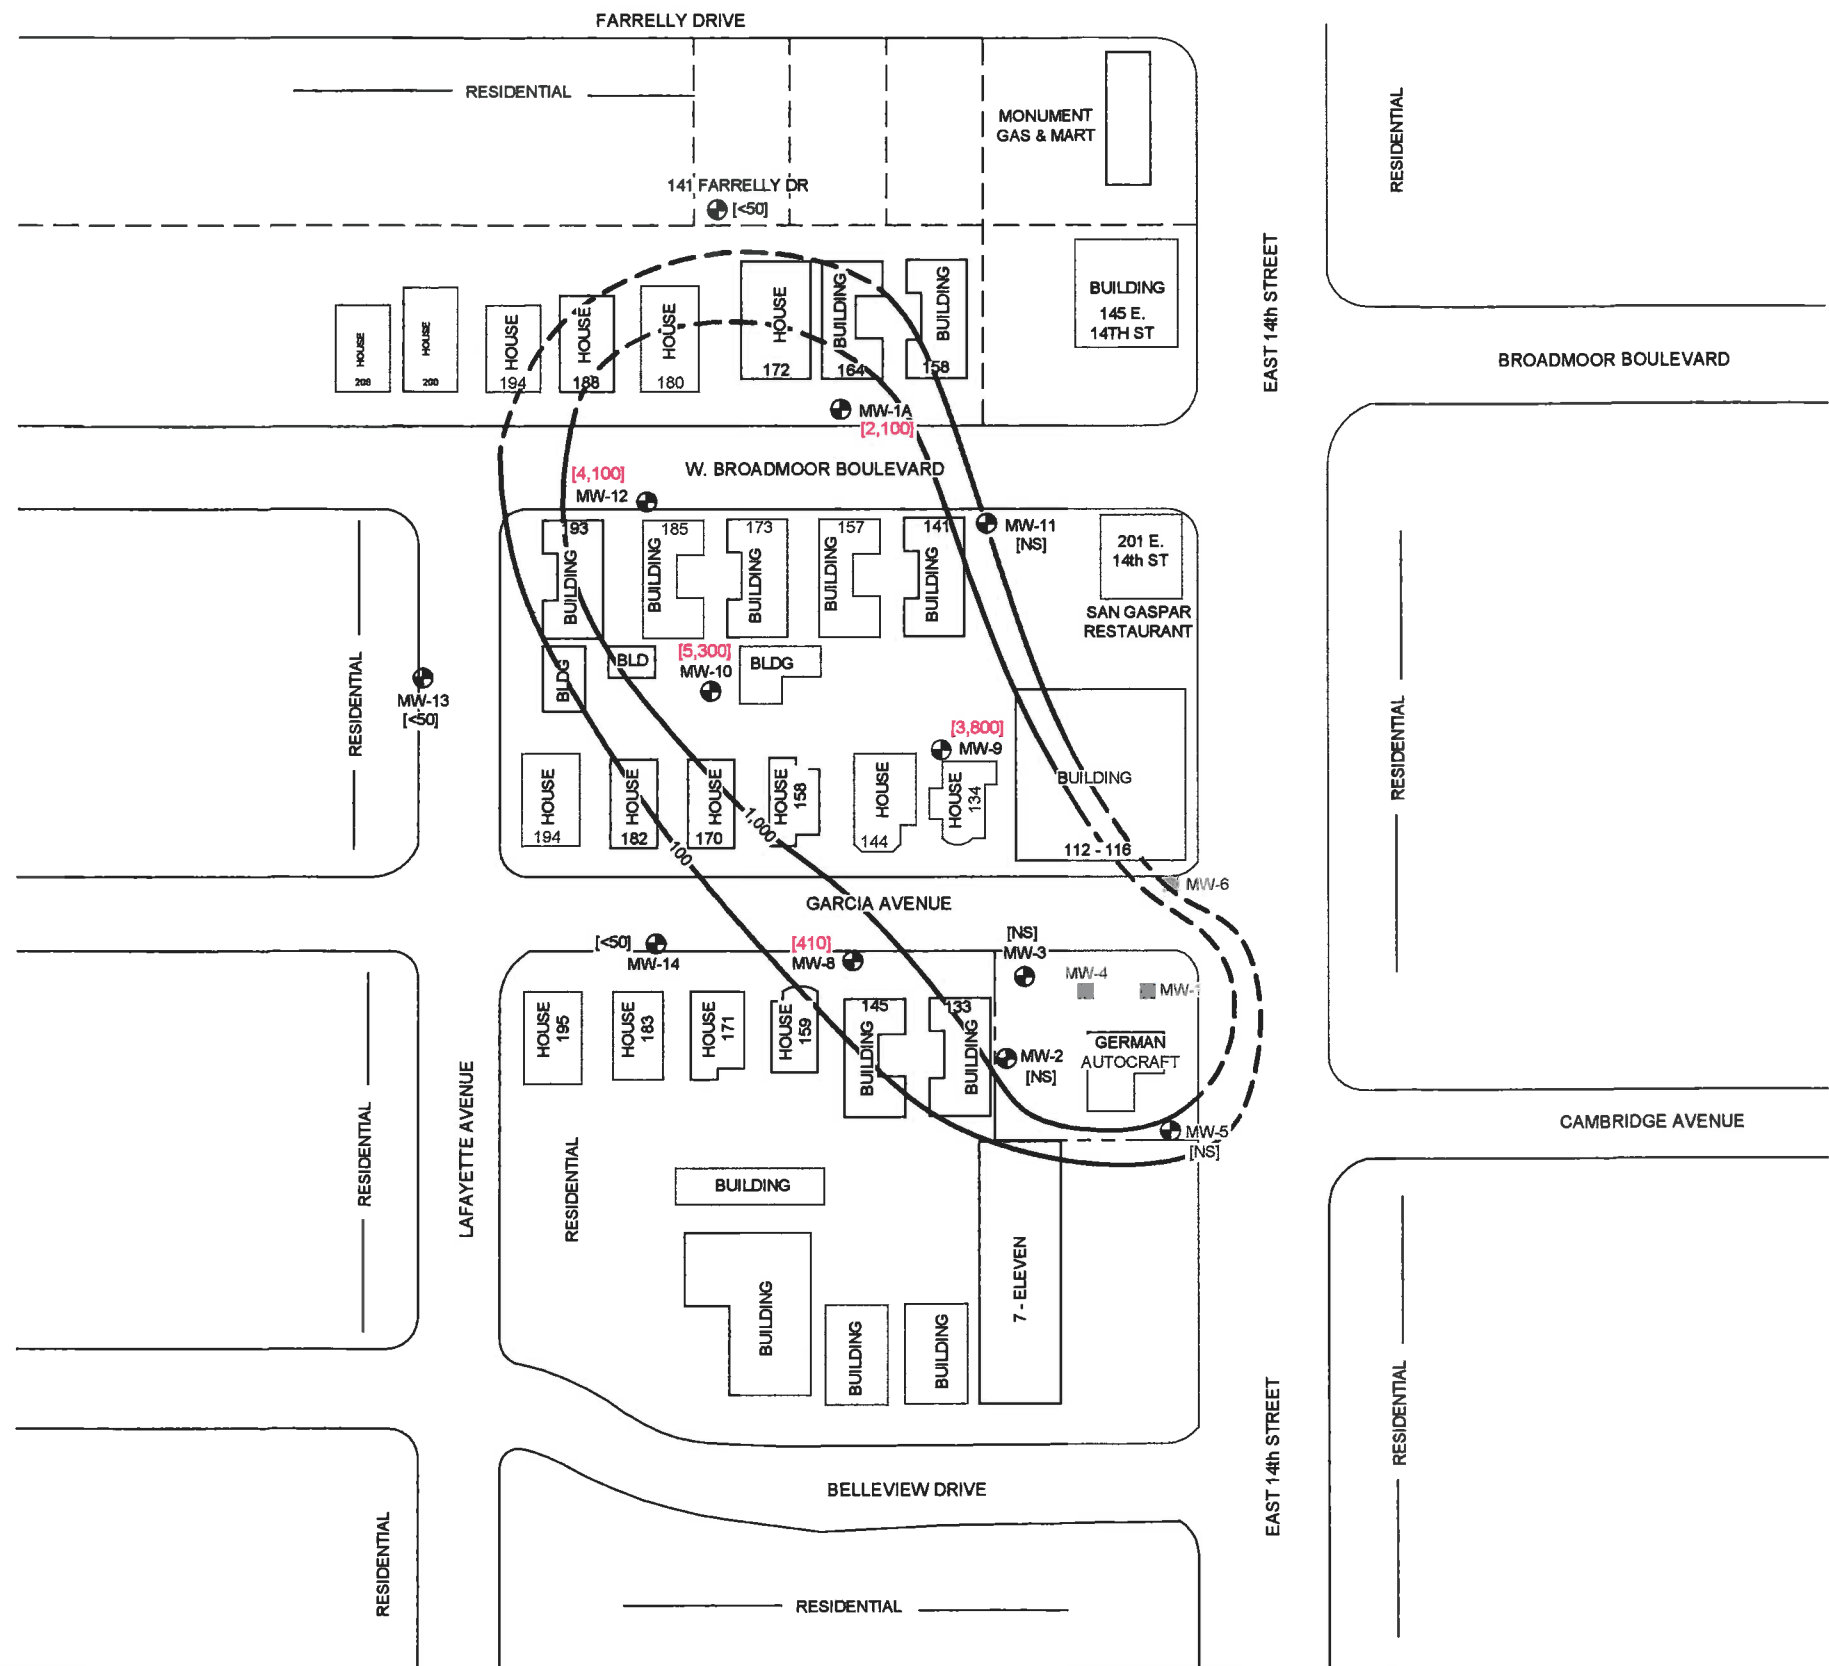 FARRELLY DRIVE
RESIDENTIAL
MONUMENT
GAS & MART
RESIDENTIAL
141 FARRELLY DR
[<50]
EAST 14th STREET
BUILDING
145 E.
14TH ST
BROADMOOR BOULEVARD
HOUSE
208
HOUSE
200
HOUSE
194
HOUSE
188
HOUSE
180
HOUSE
172
BUILDING
164
BUILDING
158
MW-1A
[2,100]
W. BROADMOOR BOULEVARD
[4,100]
MW-12
193
BUILDING
185
BUILDING
173
BUILDING
157
BUILDING
141
BUILDING
MW-11
[NS]
201 E.
14th ST
SAN GASPAR
RESTAURANT
RESIDENTIAL
MW-13
[<50]
BLDG
BLD
[5,300]
MW-10
BLDG
[3,800]
MW-9
BUILDING
112 - 116
RESIDENTIAL
HOUSE
194
HOUSE
182
HOUSE
170
HOUSE
158
HOUSE
144
HOUSE
134
1,000
100
MW-6
GARCIA AVENUE
[<50]
MW-14
[410]
MW-8
[NS]
MW-3
MW-4
MW-1
HOUSE
195
HOUSE
183
HOUSE
171
HOUSE
159
145
BUILDING
133
BUILDING
MW-2
[NS]
GERMAN
AUTOCRAFT
MW-5
[NS]
CAMBRIDGE AVENUE
RESIDENTIAL
LAFAYETTE AVENUE
RESIDENTIAL
BUILDING
BUILDING
BUILDING
BUILDING
7 - ELEVEN
EAST 14th STREET
RESIDENTIAL
BELLEVIEW DRIVE
RESIDENTIAL
RESIDENTIAL